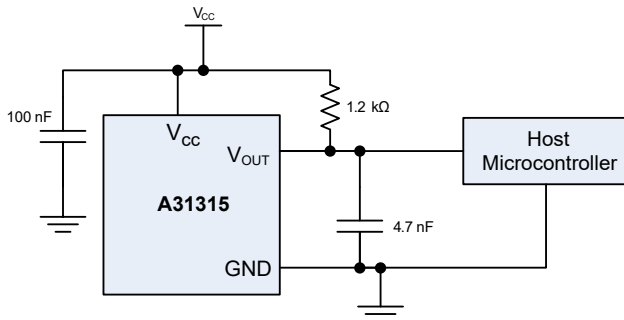 VCC
100 nF
1.2 kΩ
VCC
VOUT
A31315
Host
Microcontroller
4.7 nF
GND